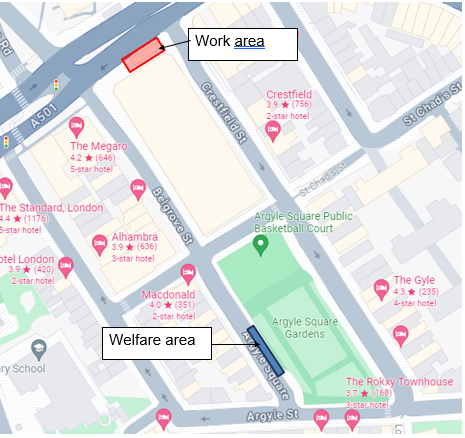 Work area
A501
Crestfield St
Crestfield
3.9 ★ (756)
2-star hotel
St Chad's St
St Chad's St
The Megaro
4.2 ★ (646)
5-star hotel
The Standard, London
4.4 ★ (1176)
5-star hotel
Belgrove St
Alhambra
3.9 ★ (636)
3-star hotel
Argyle Square Public
Basketball Court
otel London
3.9 ★ (420)
2-star hotel
Macdonald
4.0 ★ (351)
2-star hotel
The Gyle
4.3 ★ (235)
4-star hotel
Argyle Square
Gardens
Welfare area
Argyle Square
ry School
The Rokxy Townhouse
3.7 ★ (168)
3-star hotel
Argyle St